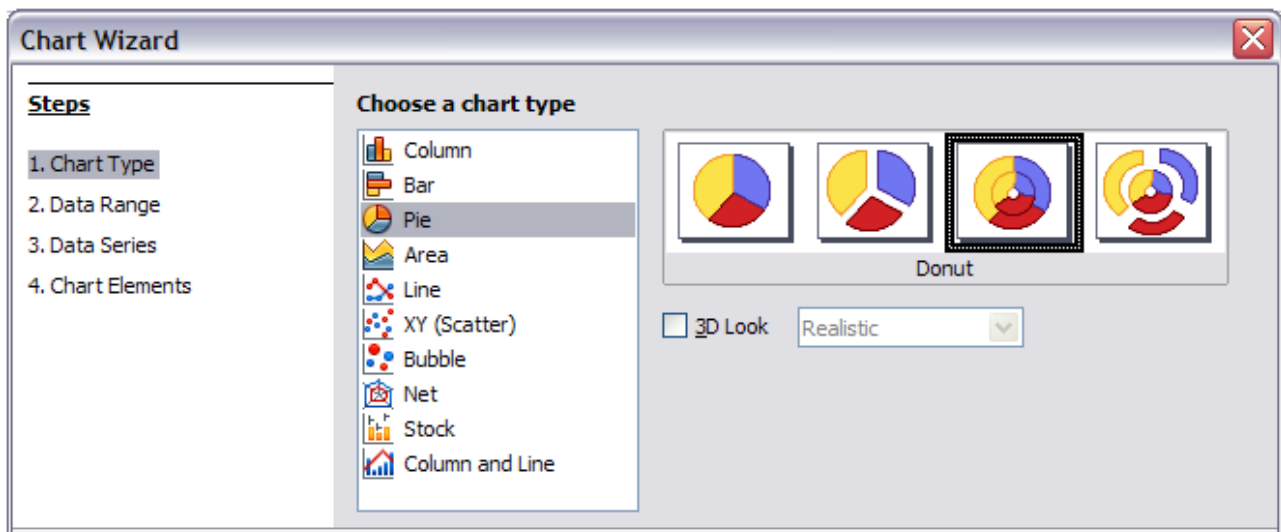 Chart Wizard
Steps
1. Chart Type
2. Data Range
3. Data Series
4. Chart Elements
Choose a chart type
Column
Bar
Pie
Area
Line
XY (Scatter)
Bubble
Net
Stock
Column and Line
Donut
3D Look
Realistic